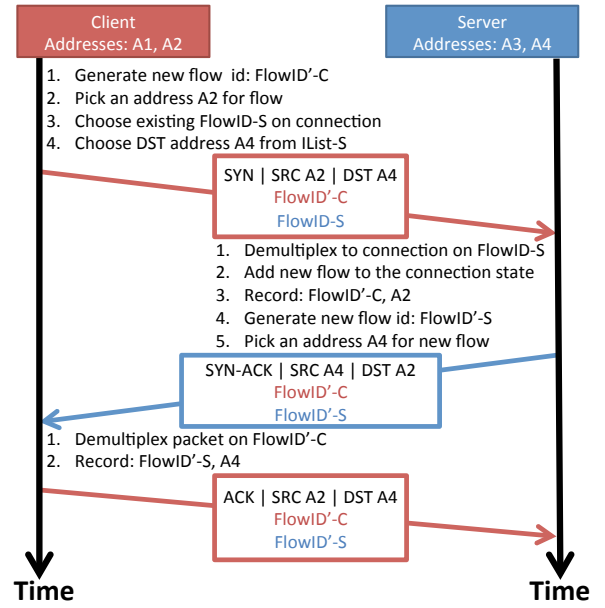 Client
Addresses: A1, A2
Server
Addresses: A3, A4
1. Generate new flow id: FlowID’-C
2. Pick an address A2 for flow
3. Choose existing FlowID-S on connection
4. Choose DST address A4 from IList-S
SYN | SRC A2 | DST A4
FlowID’-C
FlowID-S
1. Demultiplex to connection on FlowID-S
2. Add new flow to the connection state
3. Record: FlowID’-C, A2
4. Generate new flow id: FlowID’-S
5. Pick an address A4 for new flow
SYN-ACK | SRC A4 | DST A2
FlowID’-C
FlowID’-S
1. Demultiplex packet on FlowID’-C
2. Record: FlowID’-S, A4
ACK | SRC A2 | DST A4
FlowID’-C
FlowID’-S
Time
Time